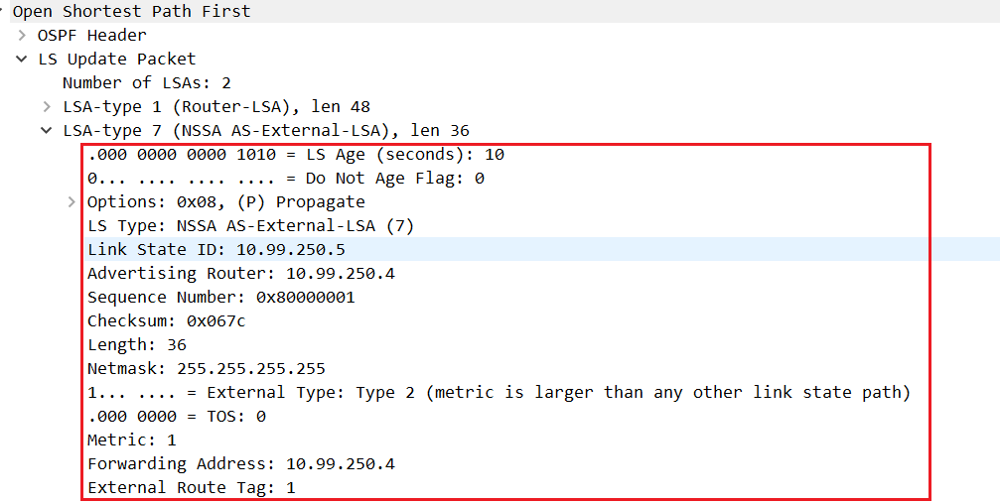 Open Shortest Path First
OSPF Header
LS Update Packet
Number of LSAs: 2
LSA-type 1 (Router-LSA), len 48
LSA-type 7 (NSSA AS-External-LSA), len 36
.000 0000 0000 1010 = LS Age (seconds): 10
0... .... .... .... = Do Not Age Flag: 0
Options: 0x08, (P) Propagate
LS Type: NSSA AS-External-LSA (7)
Link State ID: 10.99.250.5
Advertising Router: 10.99.250.4
Sequence Number: 0x80000001
Checksum: 0x067c
Length: 36
Netmask: 255.255.255.255
1... .... = External Type: Type 2 (metric is larger than any other link state path)
.000 0000 = TOS: 0
Metric: 1
Forwarding Address: 10.99.250.4
External Route Tag: 1